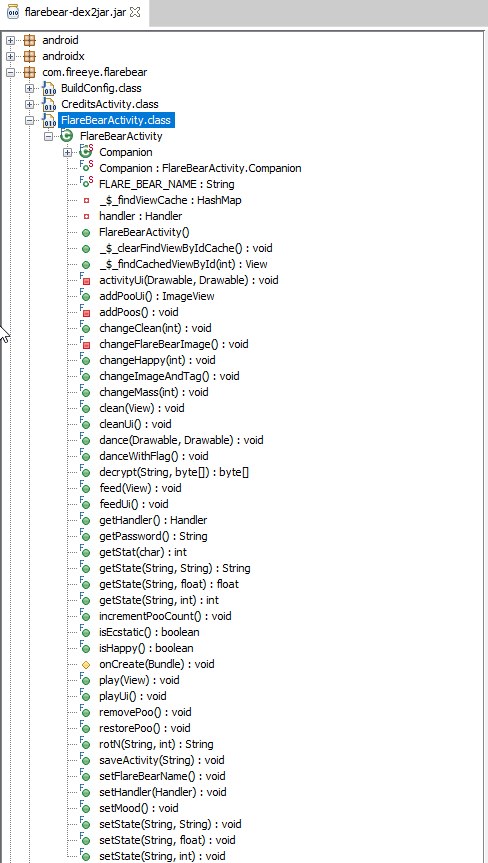 flarebear-dex2jar.jar
android
androidx
com.fireeye.flarebear
BuildConfig.class
CreditsActivity.class
FlareBearActivity.class
FlareBearActivity
Companion
Companion : FlareBearActivity.Companion
FLARE_BEAR_NAME : String
_$_findViewCache : HashMap
handler : Handler
FlareBearActivity()
_$_clearFindViewByIdCache() : void
_$_findCachedViewById(int) : View
activityUi(Drawable, Drawable) : void
addPooUi() : ImageView
addPoos() : void
changeClean(int) : void
changeFlareBearImage() : void
changeHappy(int) : void
changeImageAndTag() : void
changeMass(int) : void
clean(View) : void
cleanUi() : void
dance(Drawable, Drawable) : void
danceWithFlag() : void
decrypt(String, byte[]) : byte[]
feed(View) : void
feedUi() : void
getHandler() : Handler
getPassword() : String
getStat(char) : int
getState(String, String) : String
getState(String, float) : float
getState(String, int) : int
incrementPooCount() : void
isEcstatic() : boolean
isHappy() : boolean
onCreate(Bundle) : void
play(View) : void
playUi() : void
removePoo() : void
restorePoo() : void
rotN(String, int) : String
saveActivity(String) : void
setFlareBearName() : void
setHandler(Handler) : void
setMood() : void
setState(String, String) : void
setState(String, float) : void
setState(String, int) : void